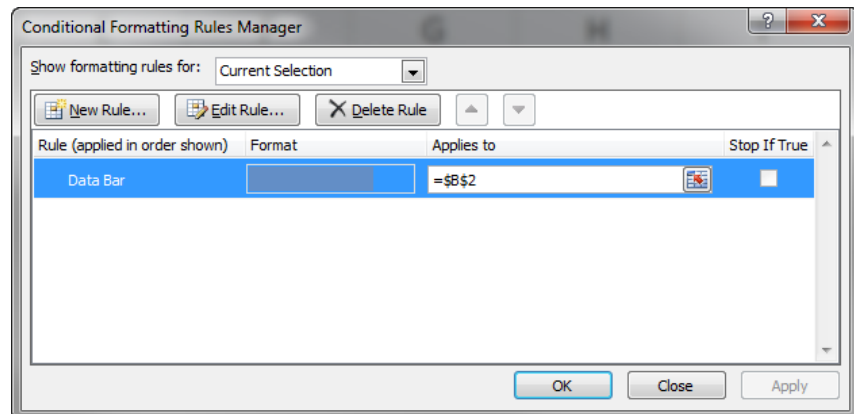 Conditional Formatting Rules Manager
G H
?
X
Show formatting rules for: Current Selection
New Rule... Edit Rule... Delete Rule
Rule (applied in order shown) Format Applies to Stop If True
Data Bar =$B$2
OK Close Apply